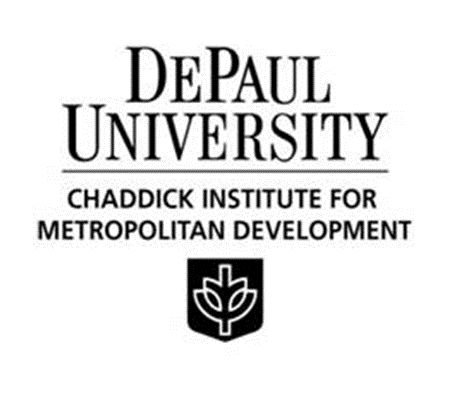 DEPAUL
UNIVERSITY
CHADDICK INSTITUTE FOR
METROPOLITAN DEVELOPMENT